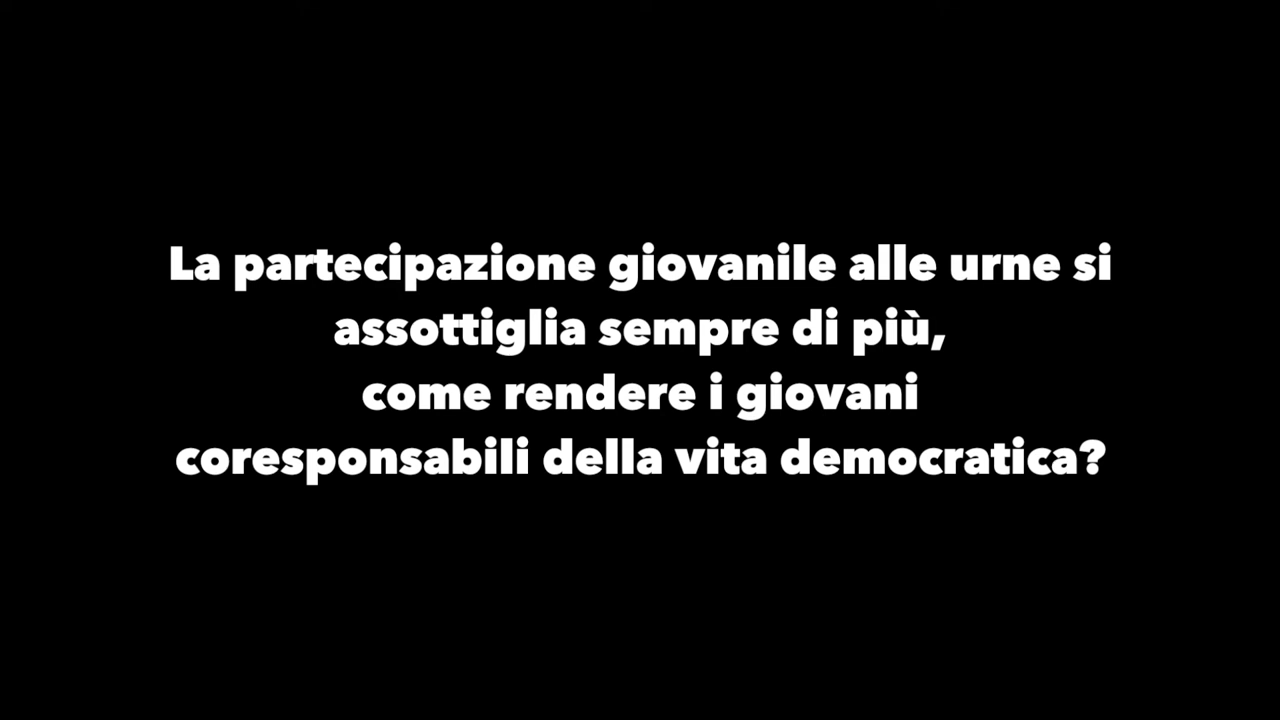 La partecipazione giovanile alle urne si
assottiglia sempre di più,
come rendere i giovani
coresponsabili della vita democratica?